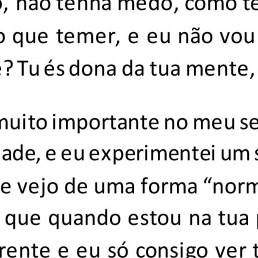 , não tenha medo, como te
o que temer, e eu não vou
? Tu és dona da tua mente,
muito importante no meu se
ade, e eu experimentei um s
e vejo de uma forma “norm
que quando estou na tua
rente e eu só consigo ver t